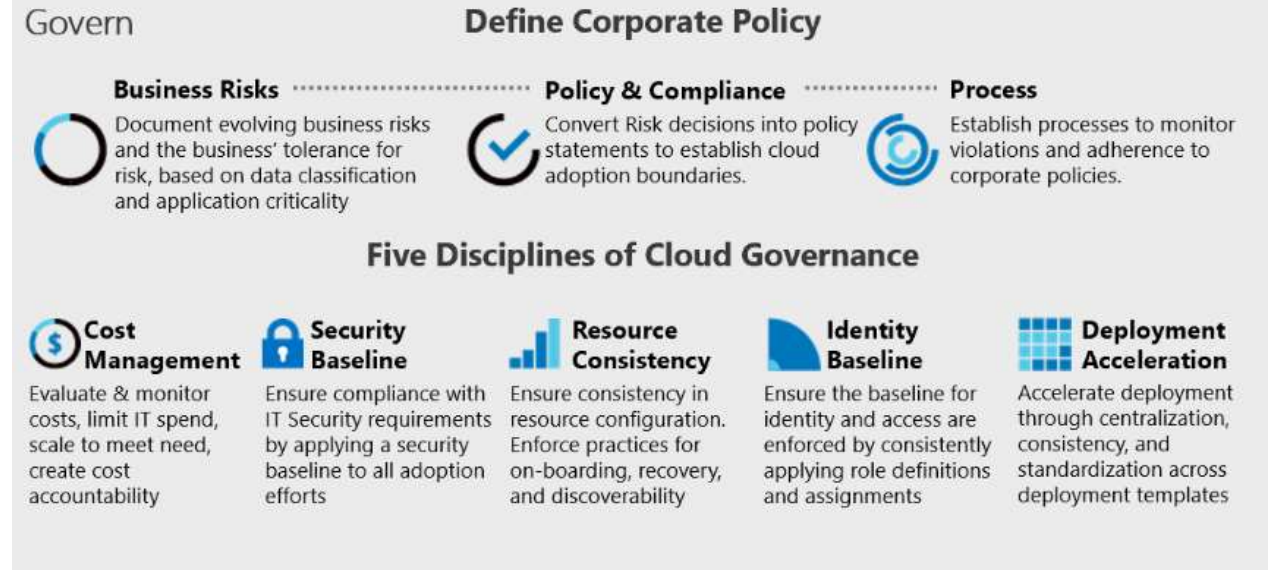 Govern
Define Corporate Policy
Business Risks
Document evolving business risks
and the business' tolerance for
risk, based on data classification
and application criticality
Policy & Compliance
Convert Risk decisions into policy
statements to establish cloud
adoption boundaries.
Process
Establish processes to monitor
violations and adherence to
corporate policies.
Five Disciplines of Cloud Governance
$
Cost
Management
Evaluate & monitor
costs, limit IT spend,
scale to meet need,
create cost
accountability
Security
Baseline
Ensure compliance with
IT Security requirements
by applying a security
baseline to all adoption
efforts
Resource
Consistency
Ensure consistency in
resource configuration.
Enforce practices for
on-boarding, recovery,
and discoverability
Identity
Baseline
Ensure the baseline for
identity and access are
enforced by consistently
applying role definitions
and assignments
Deployment
Acceleration
Accelerate deployment
through centralization,
consistency, and
standardization across
deployment templates